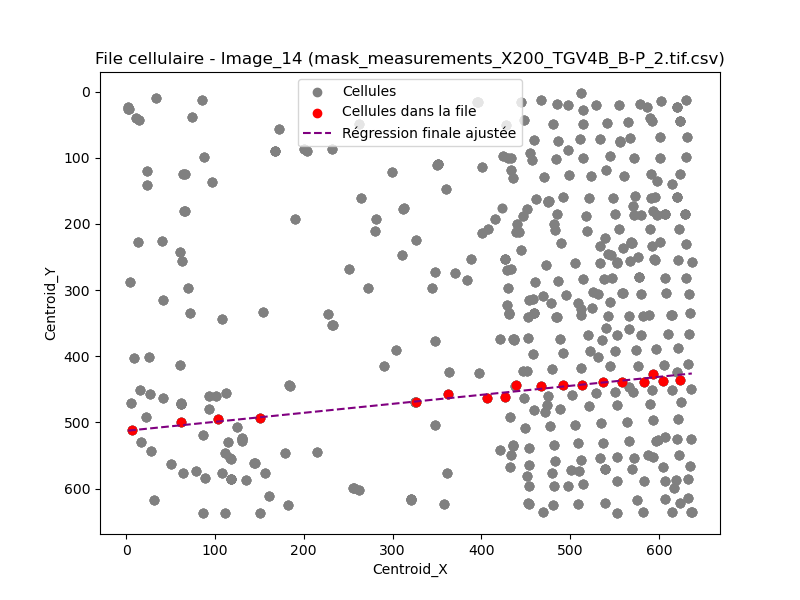 File cellulaire - Image_14 (mask_measurements_X200_TGV4B_B-P_2.tif.csv)
Cellules
Cellules dans la file
Régression finale ajustée
Centroid_Y
0
100
200
300
400
500
600
0 100 200 300 400 500 600
Centroid_X